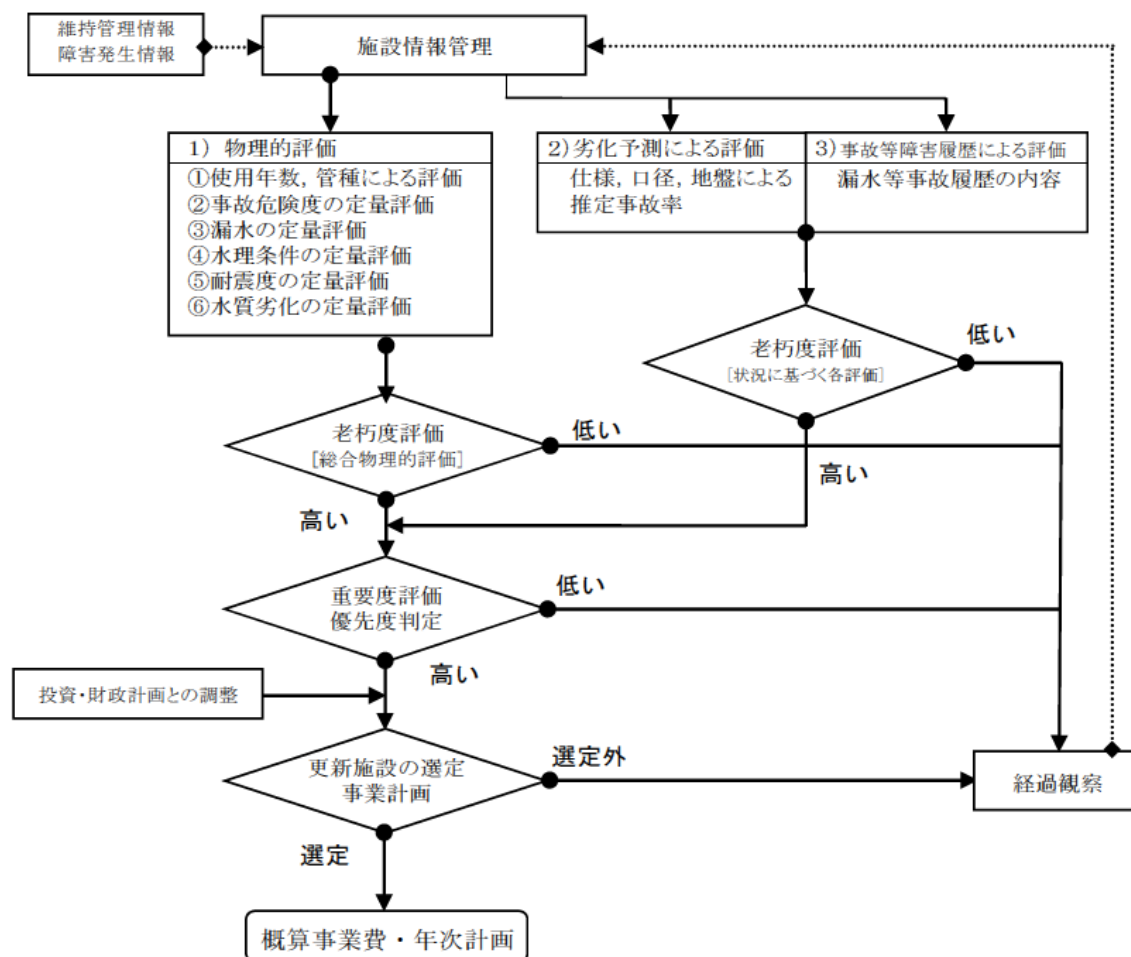 維持管理情報
障害発生情報
施設情報管理
1) 物理的評価
①使用年数, 管種による評価
②事故危険度の定量評価
③漏水の定量評価
④水理条件の定量評価
⑤耐震度の定量評価
⑥水質劣化の定量評価
2)劣化予測による評価
仕様, 口径, 地盤による
推定事故率
3)事故等障害履歴による評価
漏水等事故履歴の内容
老朽度評価
[状況に基づく各評価]
低い
高い
老朽度評価
[総合物理的評価]
低い
高い
重要度評価
優先度判定
低い
高い
投資・財政計画との調整
更新施設の選定
事業計画
選定外
経過観察
選定
概算事業費・年次計画